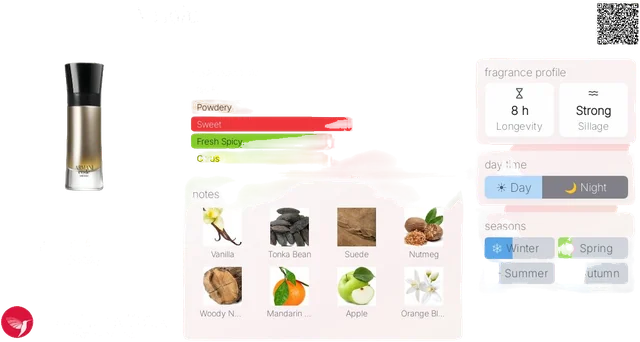 fragrance profile
8 h
Longevity
Strong
Sillage
Powdery
Sweet
Fresh Spicy
day time
Day
Night
notes
Vanilla
Tonka Bean
Suede
Nutmeg
Woody N...
Mandarin ...
Apple
Orange Bl...
seasons
Winter
Spring
Summer
utumn